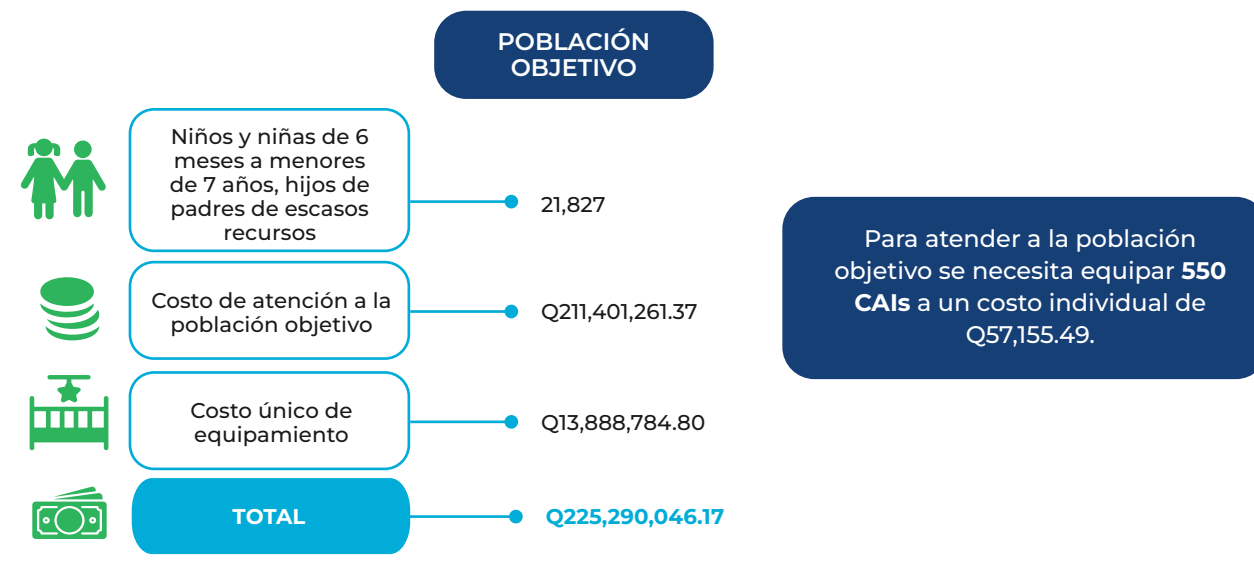 POBLACIÓN
OBJETIVO
Niños y niñas de 6
meses a menores
de 7 años, hijos de
padres de escasos
recursos
21,827
Costo de atención a la
población objetivo
Q211,401,261.37
Costo único de
equipamiento
Q13,888,784.80
TOTAL
Q225,290,046.17
Para atender a la población
objetivo se necesita equipar 550
CAIs a un costo individual de
Q57,155.49.